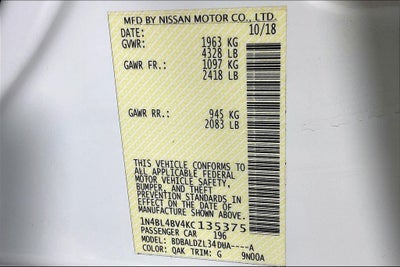 MFD BY NISSAN MOTOR CO., LTD.
DATE: 10/18
GVWR: 1963 KG
4328 LB
GAWR FR.: 1097 KG
2418 LB
GAWR RR.: 945 KG
2083 LB
THIS VEHICLE CONFORMS TO
ALL APPLICABLE FEDERAL
MOTOR VEHICLE SAFETY,
BUMPER, AND THEFT
PREVENTION STANDARDS IN
EFFECT ON THE DATE OF
MANUFACTURE SHOWN ABOVE.
1N4BL4BV4KC135375
PASSENGER CAR 196
MODEL: BDBALDZL34DUA----A
COLOR: QAK TRIM: G 9N00A